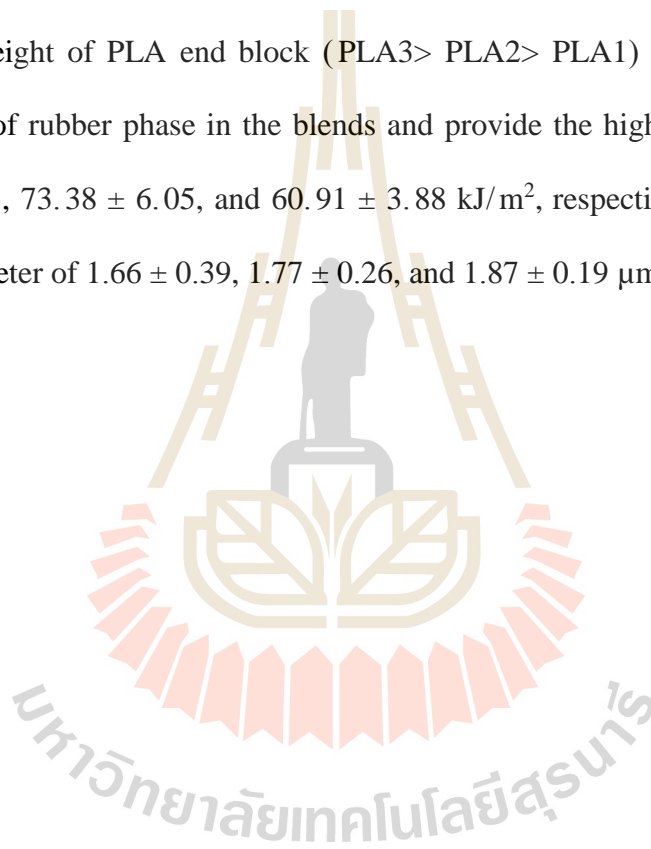 eight of PLA end block (PLA3> PLA2> PLA1)
of rubber phase in the blends and provide the high
, 73.38 ± 6.05, and 60.91 ± 3.88 kJ/m², respecti
eter of 1.66 ± 0.39, 1.77 ± 0.26, and 1.87 ± 0.19 µm
มหาวิทยาลัยเทคโนโลยีสุรนารี